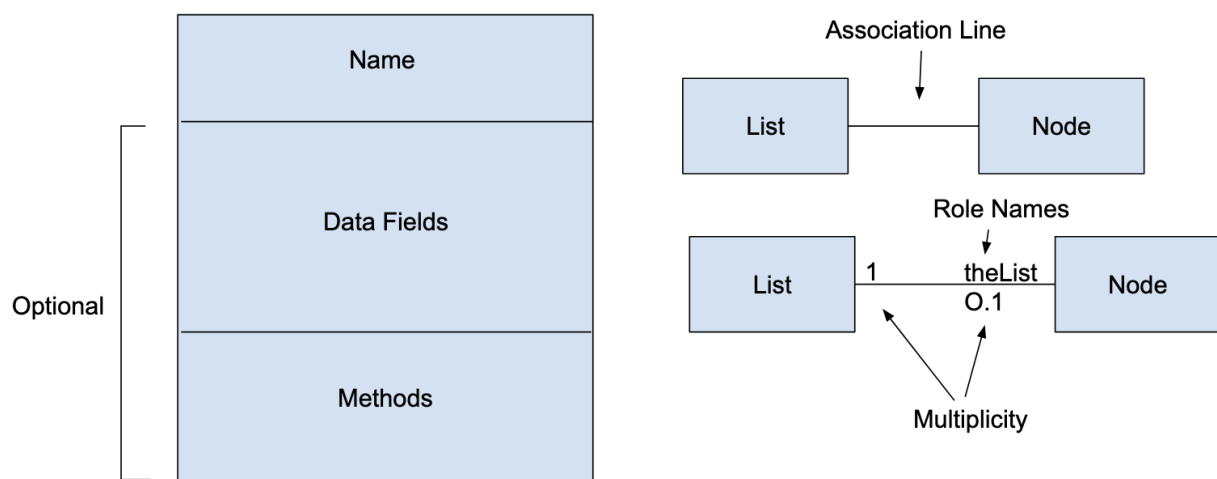 Name
Data Fields
Optional
Methods
Association Line
List
Node
Role Names
List
1
theList
O.1
Node
Multiplicity